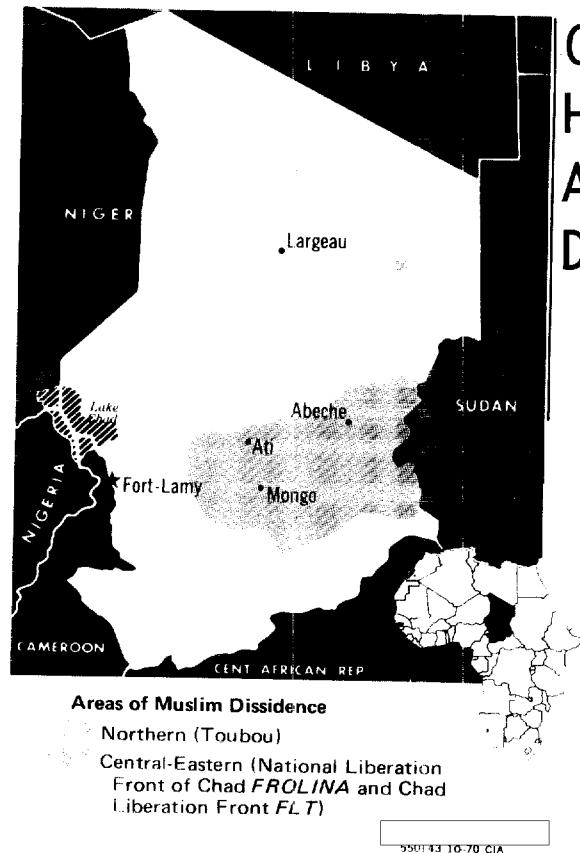 C
H
A
D
LIBYA
NIGER
Largeau
Lake
Chad
Abeche
SUDAN
Ati
Fort-Lamy
Mongo
NIGERIA
CAMEROON
CENT AFRICAN REP
Areas of Muslim Dissidence
Northern (Toubou)
Central-Eastern (National Liberation
Front of Chad FROLINA and Chad
Liberation Front FLT)
550143 10-70 CIA